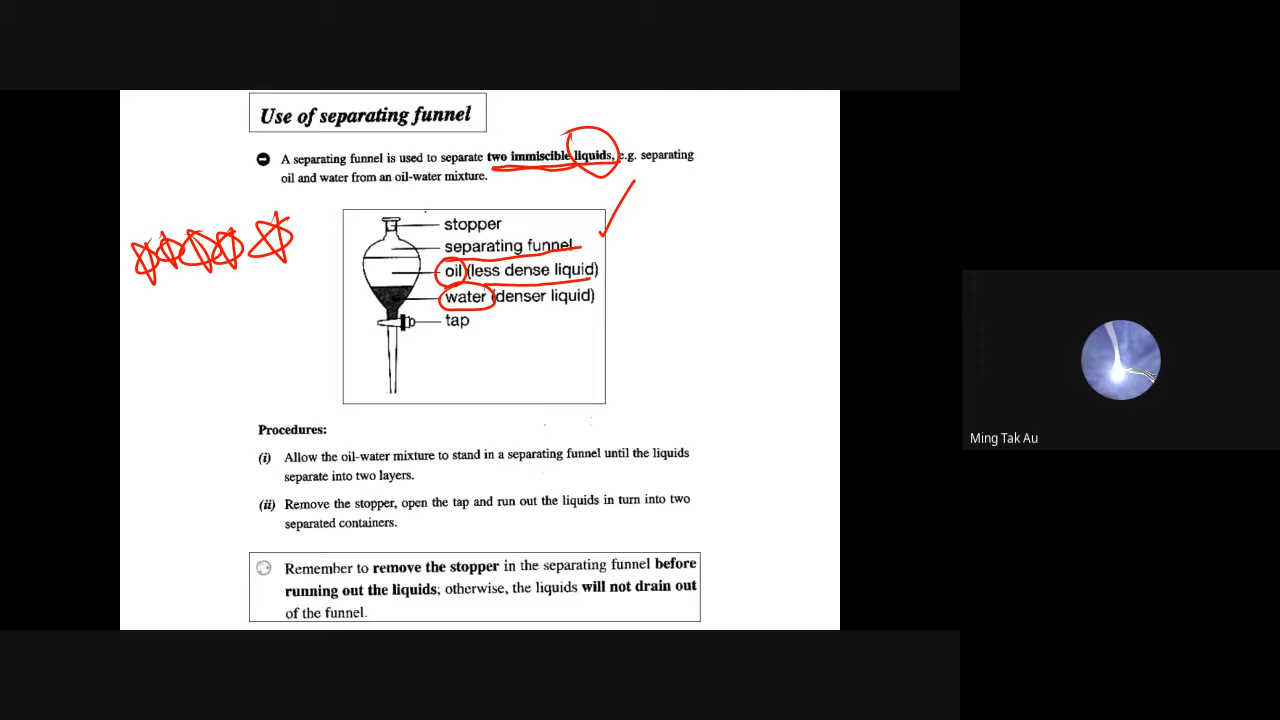 Use of separating funnel
A separating funnel is used to separate two immiscible liquids, e.g. separating
oil and water from an oil-water mixture.
stopper
separating funnel
oil (less dense liquid)
water (denser liquid)
tap
Procedures:
(i) Allow the oil-water mixture to stand in a separating funnel until the liquids
separate into two layers.
(ii) Remove the stopper, open the tap and run out the liquids in turn into two
separated containers.
Remember to remove the stopper in the separating funnel before
running out the liquids; otherwise, the liquids will not drain out
of the funnel.
Ming Tak Au